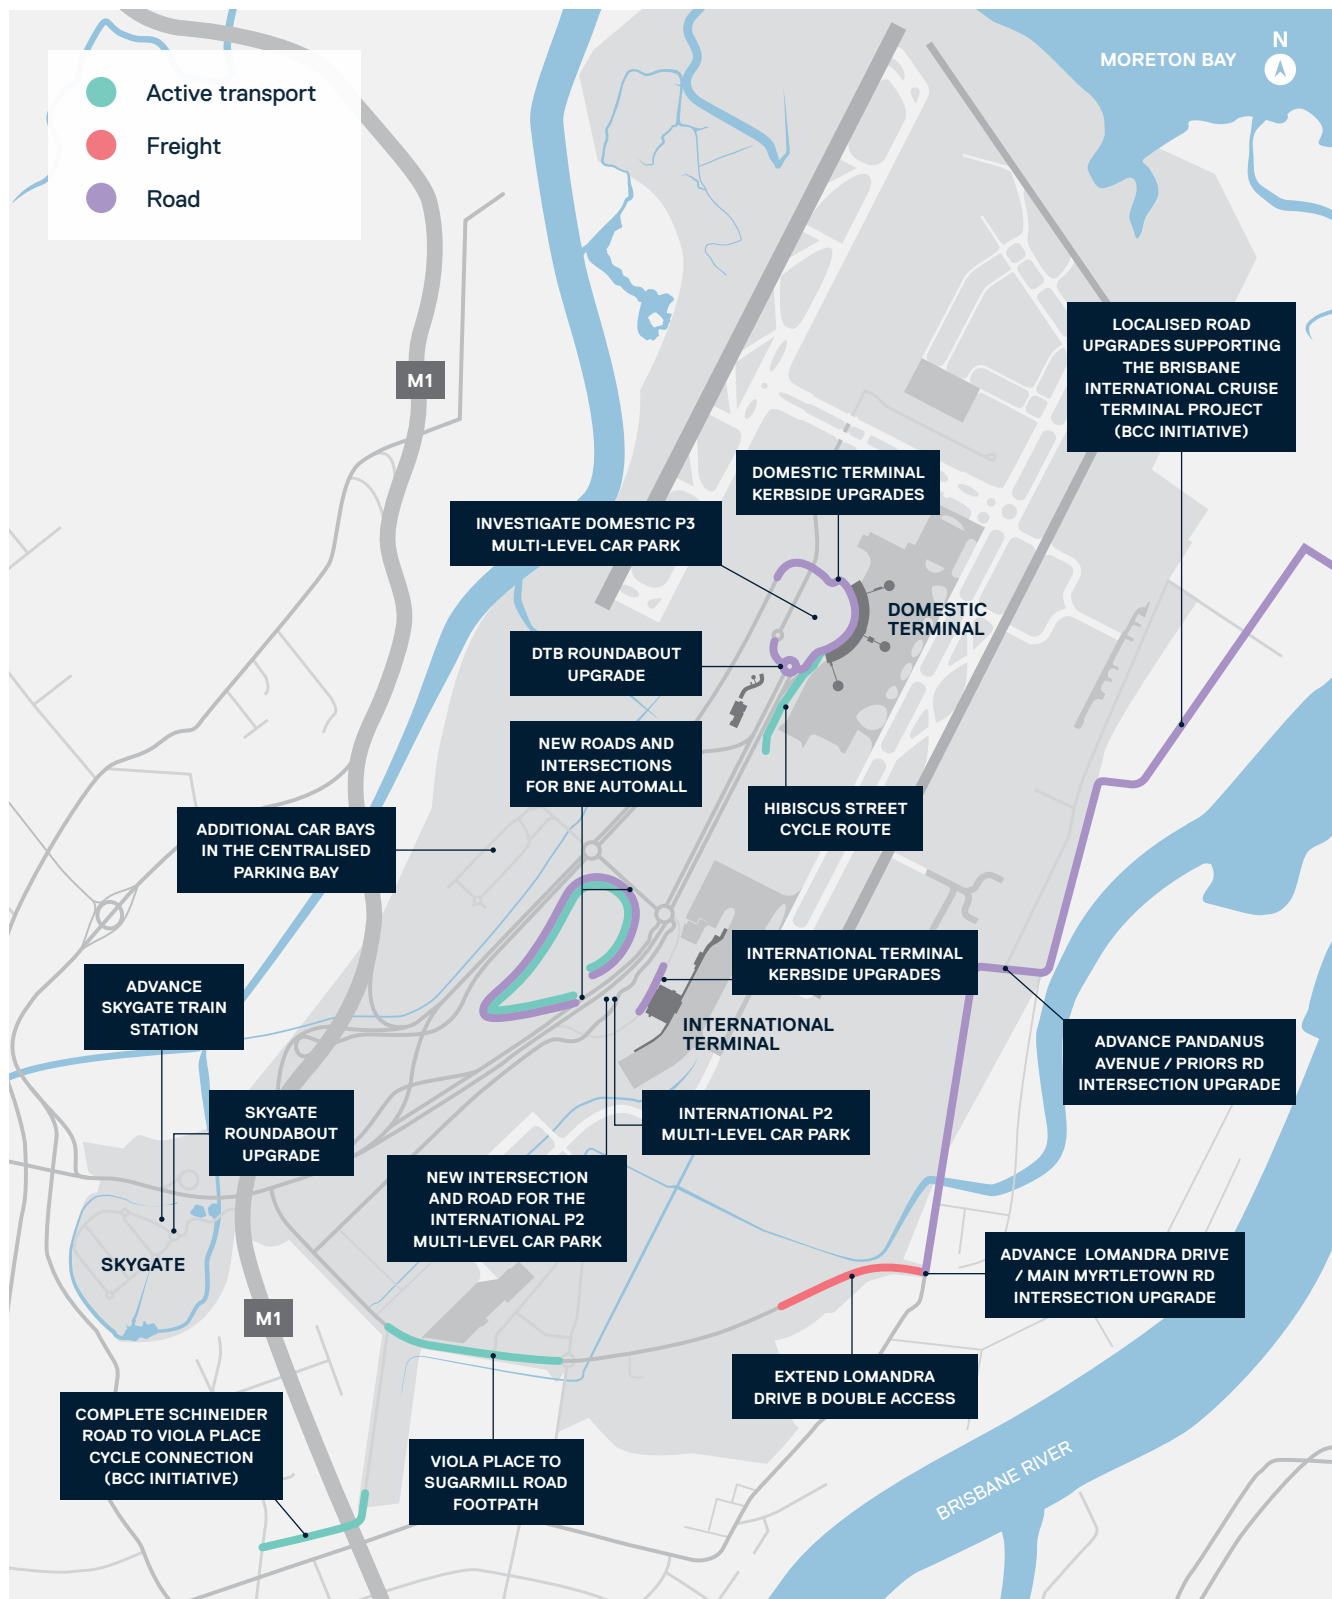 Active transport
Freight
Road
MORETON BAY
N
M1
LOCALISED ROAD
UPGRADES SUPPORTING
THE BRISBANE
INTERNATIONAL CRUISE
TERMINAL PROJECT
(BCC INITIATIVE)
DOMESTIC TERMINAL
KERBSIDE UPGRADES
INVESTIGATE DOMESTIC P3
MULTI-LEVEL CAR PARK
DOMESTIC
TERMINAL
DTB ROUNDABOUT
UPGRADE
NEW ROADS AND
INTERSECTIONS
FOR BNE AUTOMALL
HIBISCUS STREET
CYCLE ROUTE
ADDITIONAL CAR BAYS
IN THE CENTRALISED
PARKING BAY
INTERNATIONAL TERMINAL
KERBSIDE UPGRADES
ADVANCE
SKYGATE TRAIN
STATION
INTERNATIONAL
TERMINAL
ADVANCE PANDANUS
AVENUE / PRIORS RD
INTERSECTION UPGRADE
SKYGATE
ROUNDABOUT
UPGRADE
INTERNATIONAL P2
MULTI-LEVEL CAR PARK
NEW INTERSECTION
AND ROAD FOR THE
INTERNATIONAL P2
MULTI-LEVEL CAR PARK
SKYGATE
ADVANCE LOMANDRA DRIVE
/ MAIN MYRTLETOWN RD
INTERSECTION UPGRADE
M1
EXTEND LOMANDRA
DRIVE B DOUBLE ACCESS
COMPLETE SCHINEIDER
ROAD TO VIOLA PLACE
CYCLE CONNECTION
(BCC INITIATIVE)
VIOLA PLACE TO
SUGARMILL ROAD
FOOTPATH
BRISBANE RIVER